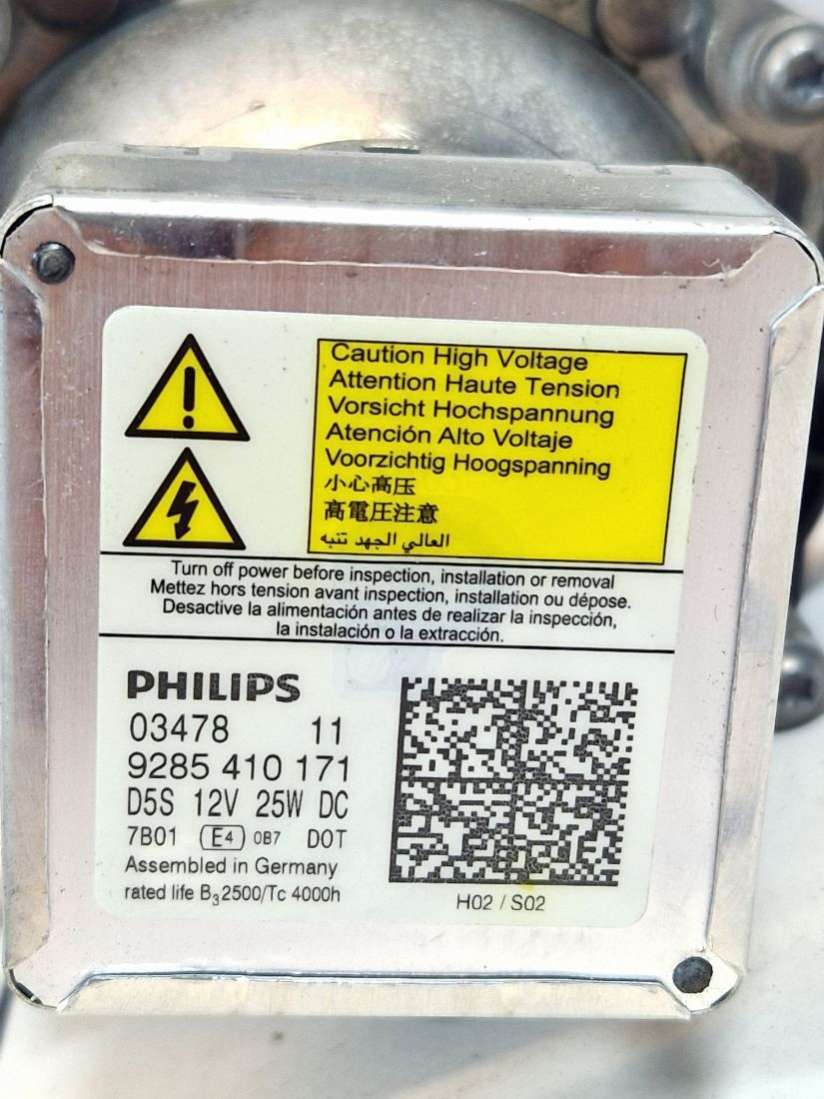 Caution High Voltage
Attention Haute Tension
Vorsicht Hochspannung
Atención Alto Voltaje
Voorzichtig Hoogspanning
小心高压
高電圧注意
العالي الجهد تنبه
Turn off power before inspection, installation or removal
Mettez hors tension avant inspection, installation ou dépose.
Desactive la alimentación antes de realizar la inspección,
la instalación o la extracción.
PHILIPS
03478 11
9285 410 171
D5S 12V 25W DC
7B01 E4 0B7 DOT
Assembled in Germany
rated life B3 2500/Tc 4000h
H02 / S02